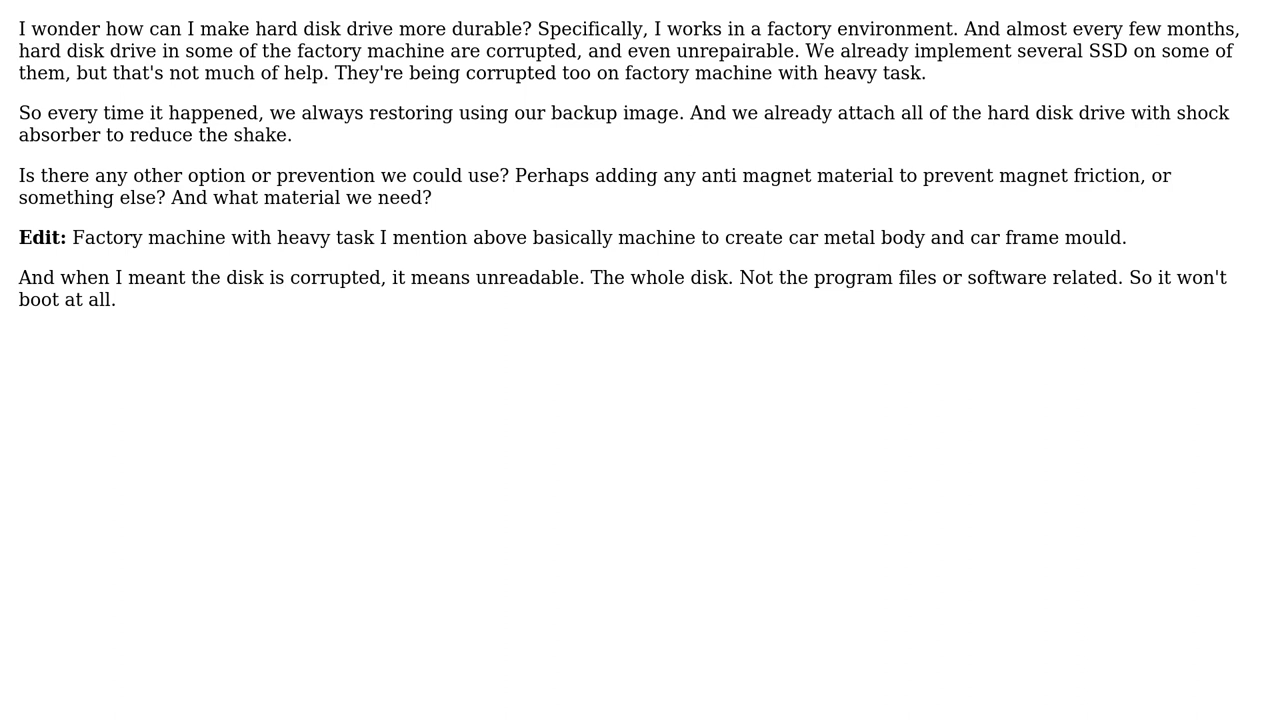 I wonder how can I make hard disk drive more durable? Specifically, I works in a factory environment. And almost every few months,
hard disk drive in some of the factory machine are corrupted, and even unrepairable. We already implement several SSD on some of
them, but that's not much of help. They're being corrupted too on factory machine with heavy task.
So every time it happened, we always restoring using our backup image. And we already attach all of the hard disk drive with shock
absorber to reduce the shake.
Is there any other option or prevention we could use? Perhaps adding any anti magnet material to prevent magnet friction, or
something else? And what material we need?
Edit: Factory machine with heavy task I mention above basically machine to create car metal body and car frame mould.
And when I meant the disk is corrupted, it means unreadable. The whole disk. Not the program files or software related. So it won't
boot at all.